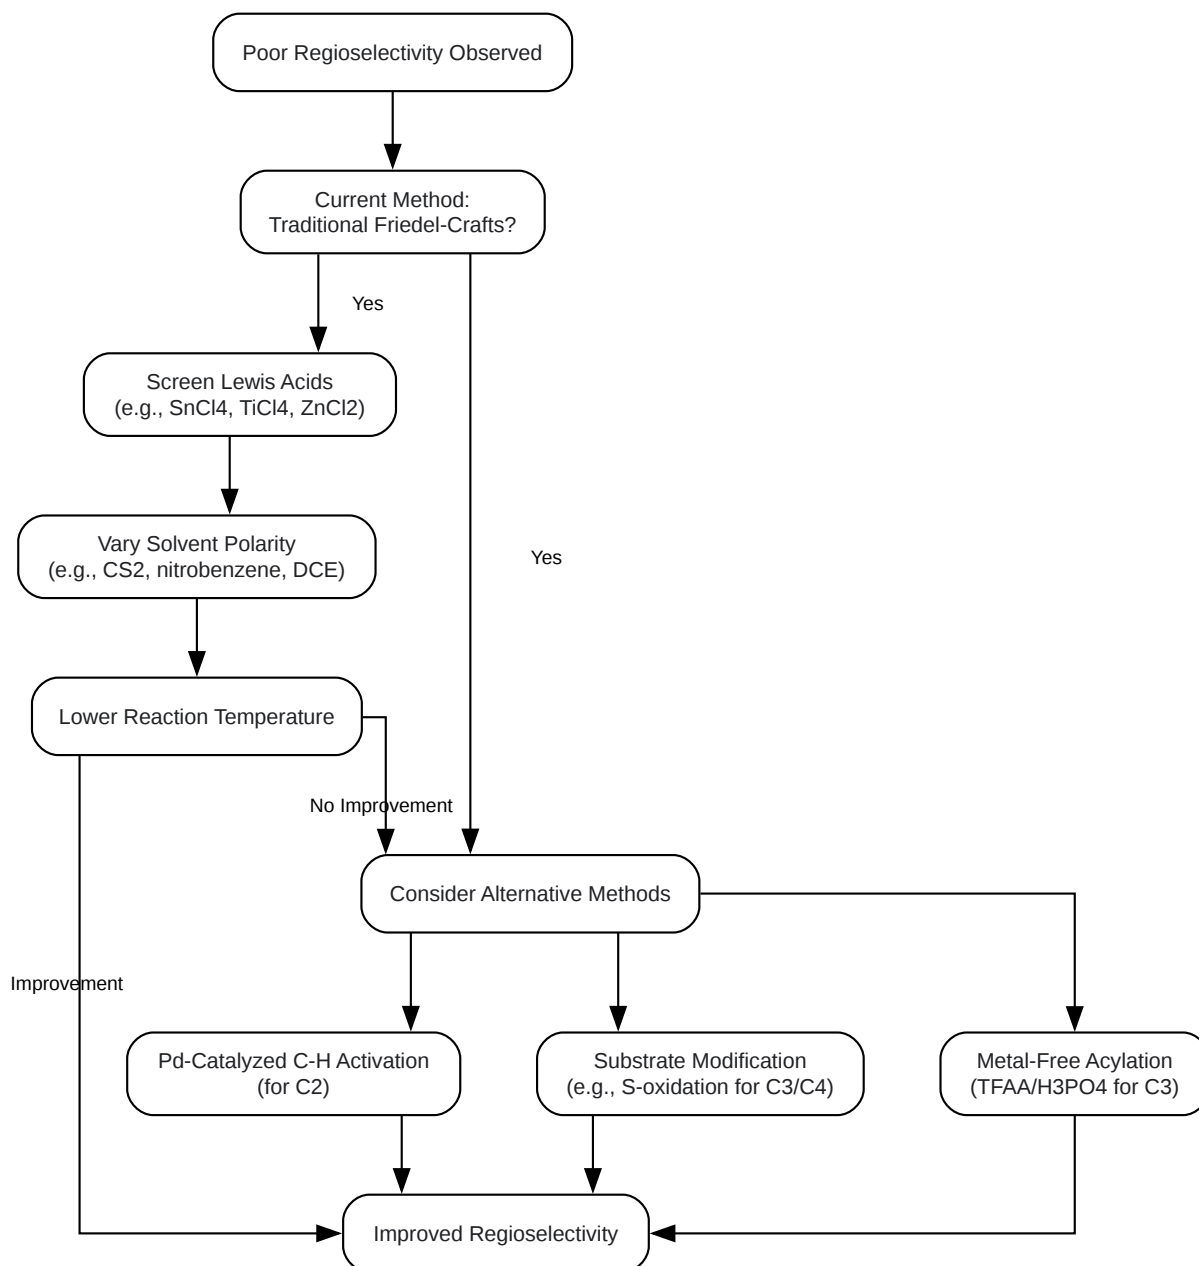 Poor Regioselectivity Observed
Current Method:
Traditional Friedel-Crafts?
Yes
Screen Lewis Acids
(e.g., SnCl4, TiCl4, ZnCl2)
Vary Solvent Polarity
(e.g., CS2, nitrobenzene, DCE)
Yes
Lower Reaction Temperature
No Improvement
Consider Alternative Methods
Improvement
Pd-Catalyzed C-H Activation
(for C2)
Substrate Modification
(e.g., S-oxidation for C3/C4)
Metal-Free Acylation
(TFAA/H3PO4 for C3)
Improved Regioselectivity